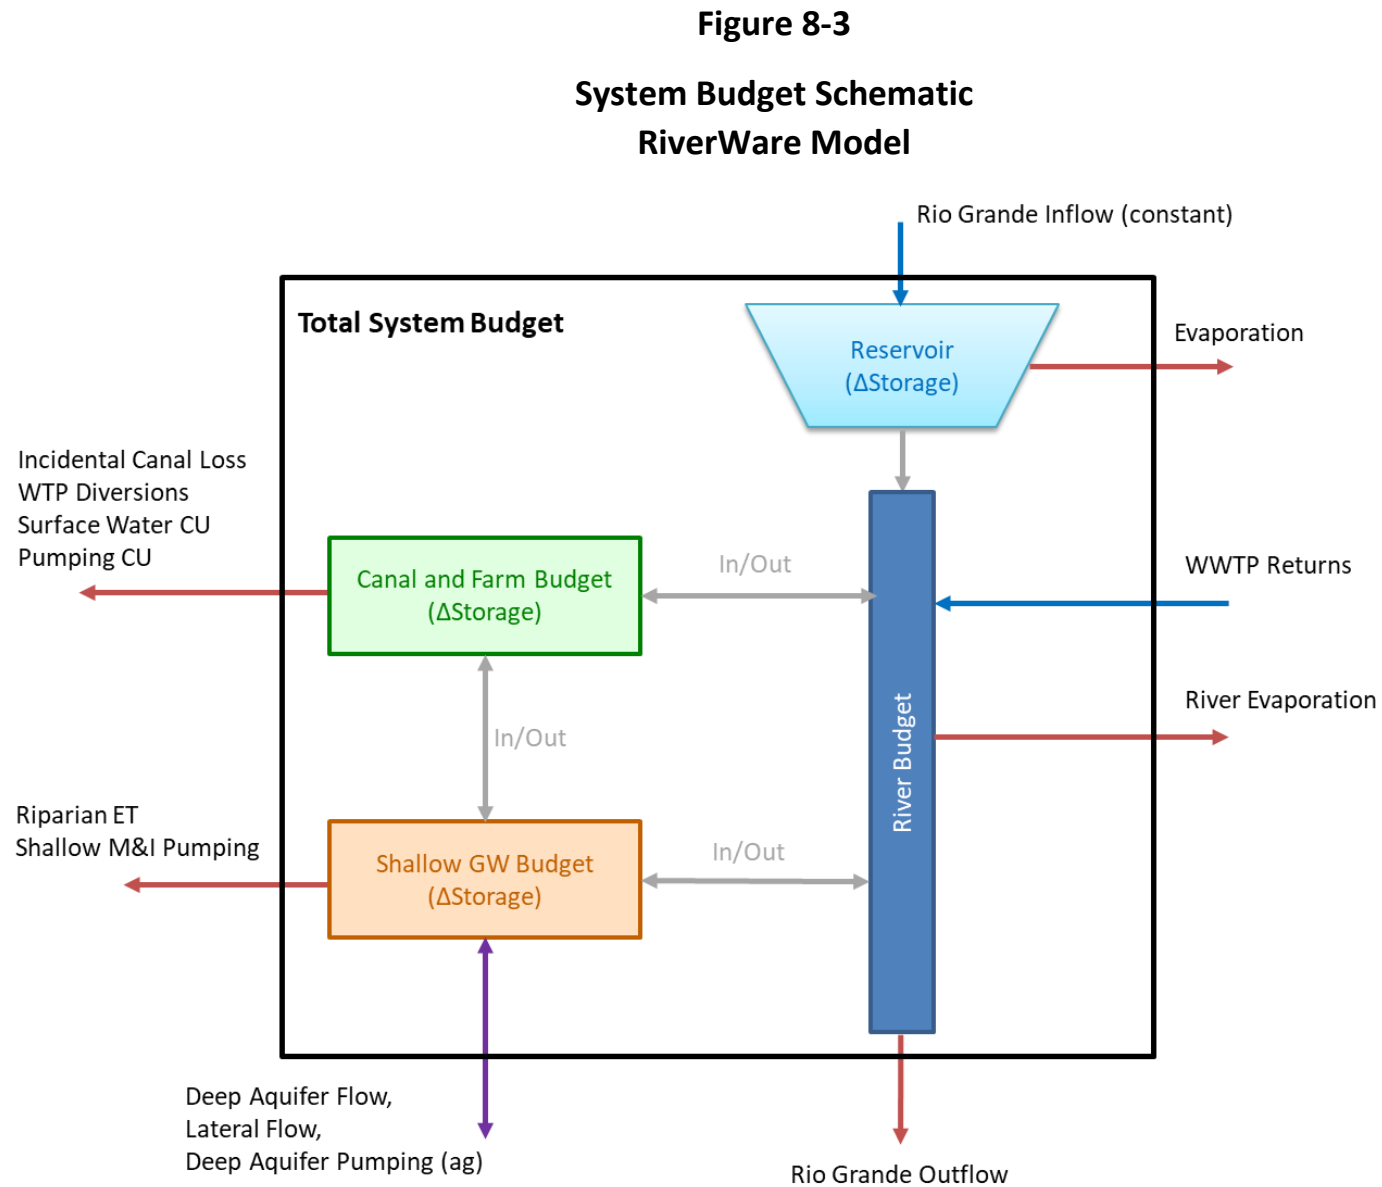 Figure 8-3
System Budget Schematic
RiverWare Model
Rio Grande Inflow (constant)
Total System Budget
Reservoir
(ΔStorage)
Evaporation
Incidental Canal Loss
WTP Diversions
Surface Water CU
Pumping CU
Canal and Farm Budget
(ΔStorage)
In/Out
WWTP Returns
River Evaporation
In/Out
River Budget
Riparian ET
Shallow M&I Pumping
Shallow GW Budget
(ΔStorage)
In/Out
Deep Aquifer Flow,
Lateral Flow,
Deep Aquifer Pumping (ag)
Rio Grande Outflow